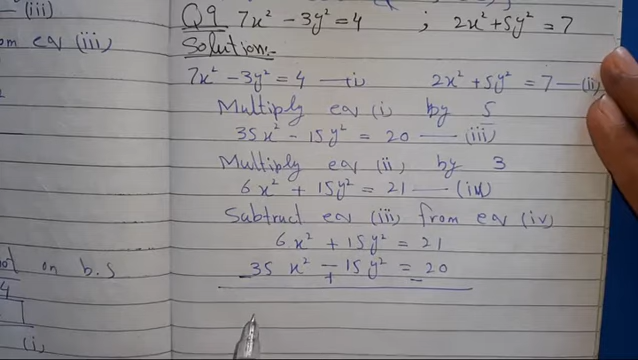 (iii)
om eq (iii)
ot on b.s
4
(i,
Q9 7x² - 3y² = 4 ; 2x² + 5y² = 7
Solution:-
7x² - 3y² = 4 — (i) 2x² + 5y² = 7 — (ii)
Multiply eq (i) by 5
35x² - 15y² = 20 — (iii)
Multiply eq (ii) by 3
6x² + 15y² = 21 — (iv)
Subtract eq (iii) from eq (iv)
6x² + 15y² = 21
35x² - 15y² = 20
- + -